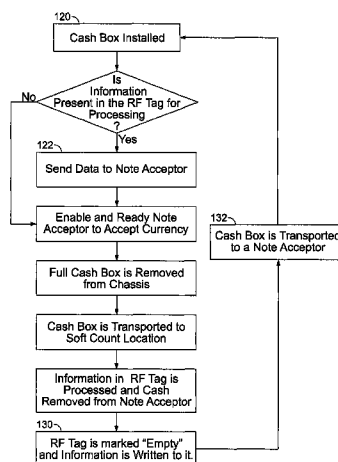 120
Cash Box Installed
Is
Information
Present in the RF Tag for
Processing
?
No
Yes
122
Send Data to Note Acceptor
Enable and Ready Note
Acceptor to Accept Currency
132
Cash Box is Transported
to a Note Acceptor
Full Cash Box is Removed
from Chassis
Cash Box is Transported to
Soft Count Location
Information in RF Tag is
Processed and Cash
Removed from Note Acceptor
130
RF Tag is marked "Empty"
and Information is Written to it.